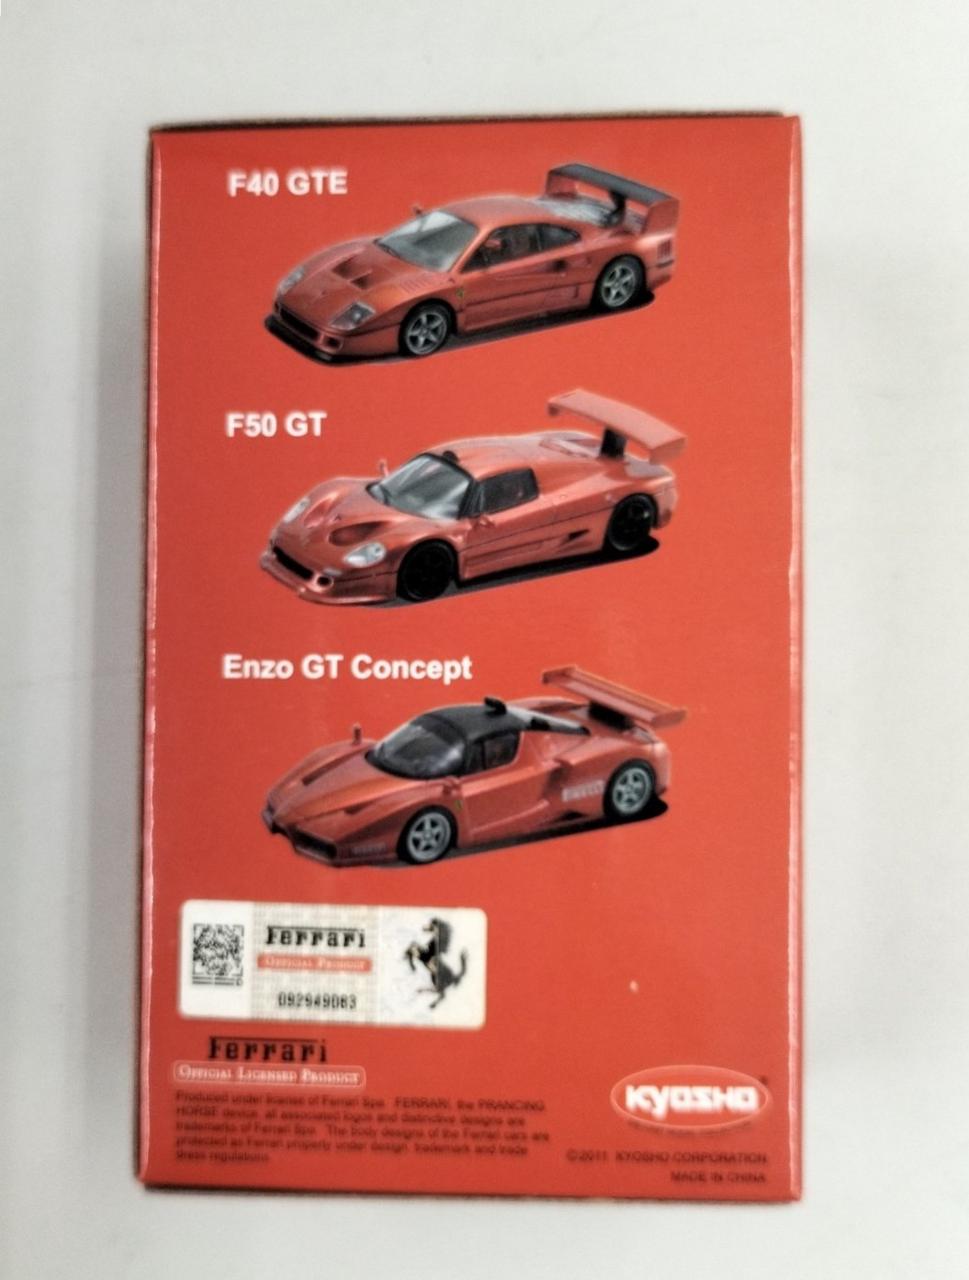 F40 GTE
F50 GT
Enzo GT Concept
PIRELLI
Ferrari
OFFICIAL PRODUCT
092949063
Ferrari
OFFICIAL LICENSED PRODUCT
KYOSHO
Produced under license of Ferrari Spa. FERRARI, the PRANCING
HORSE device, all associated logos and distinctive designs are
trademarks of Ferrari Spa. The body designs of the Ferrari cars are
protected as Ferrari property under design, trademark and trade
dress regulations.
©2011 KYOSHO CORPORATION
MADE IN CHINA